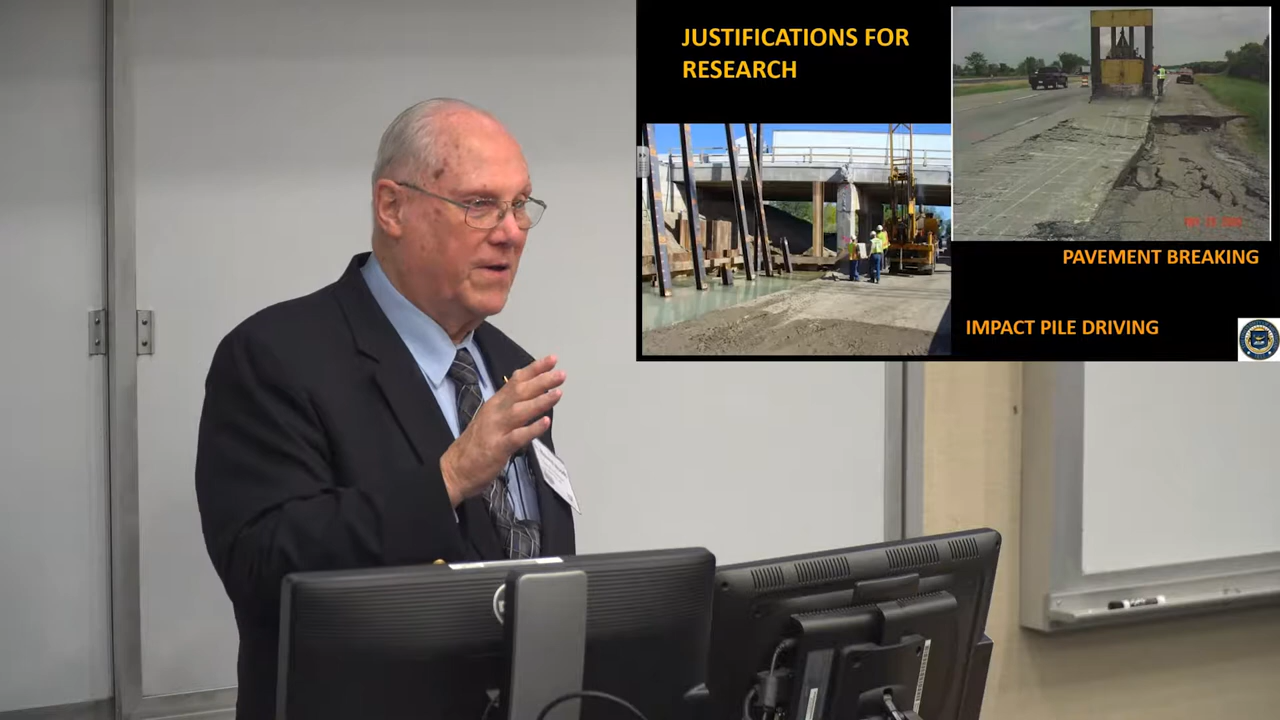 JUSTIFICATIONS FOR
RESEARCH
PAVEMENT BREAKING
IMPACT PILE DRIVING